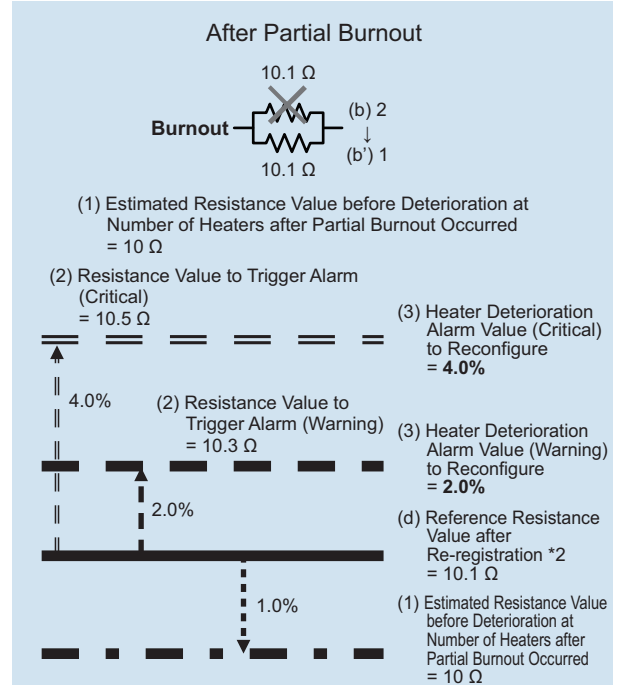 After Partial Burnout
10.1 Ω
Burnout
(b) 2
↓
(b') 1
10.1 Ω
(1) Estimated Resistance Value before Deterioration at
Number of Heaters after Partial Burnout Occurred
= 10 Ω
(2) Resistance Value to Trigger Alarm
(Critical)
= 10.5 Ω
(3) Heater Deterioration
Alarm Value (Critical)
to Reconfigure
= 4.0%
4.0%
(2) Resistance Value to
Trigger Alarm (Warning)
= 10.3 Ω
(3) Heater Deterioration
Alarm Value (Warning)
to Reconfigure
= 2.0%
2.0%
(d) Reference Resistance
Value after
Re-registration *2
= 10.1 Ω
1.0%
(1) Estimated Resistance Value
before Deterioration at
Number of Heaters after
Partial Burnout Occurred
= 10 Ω